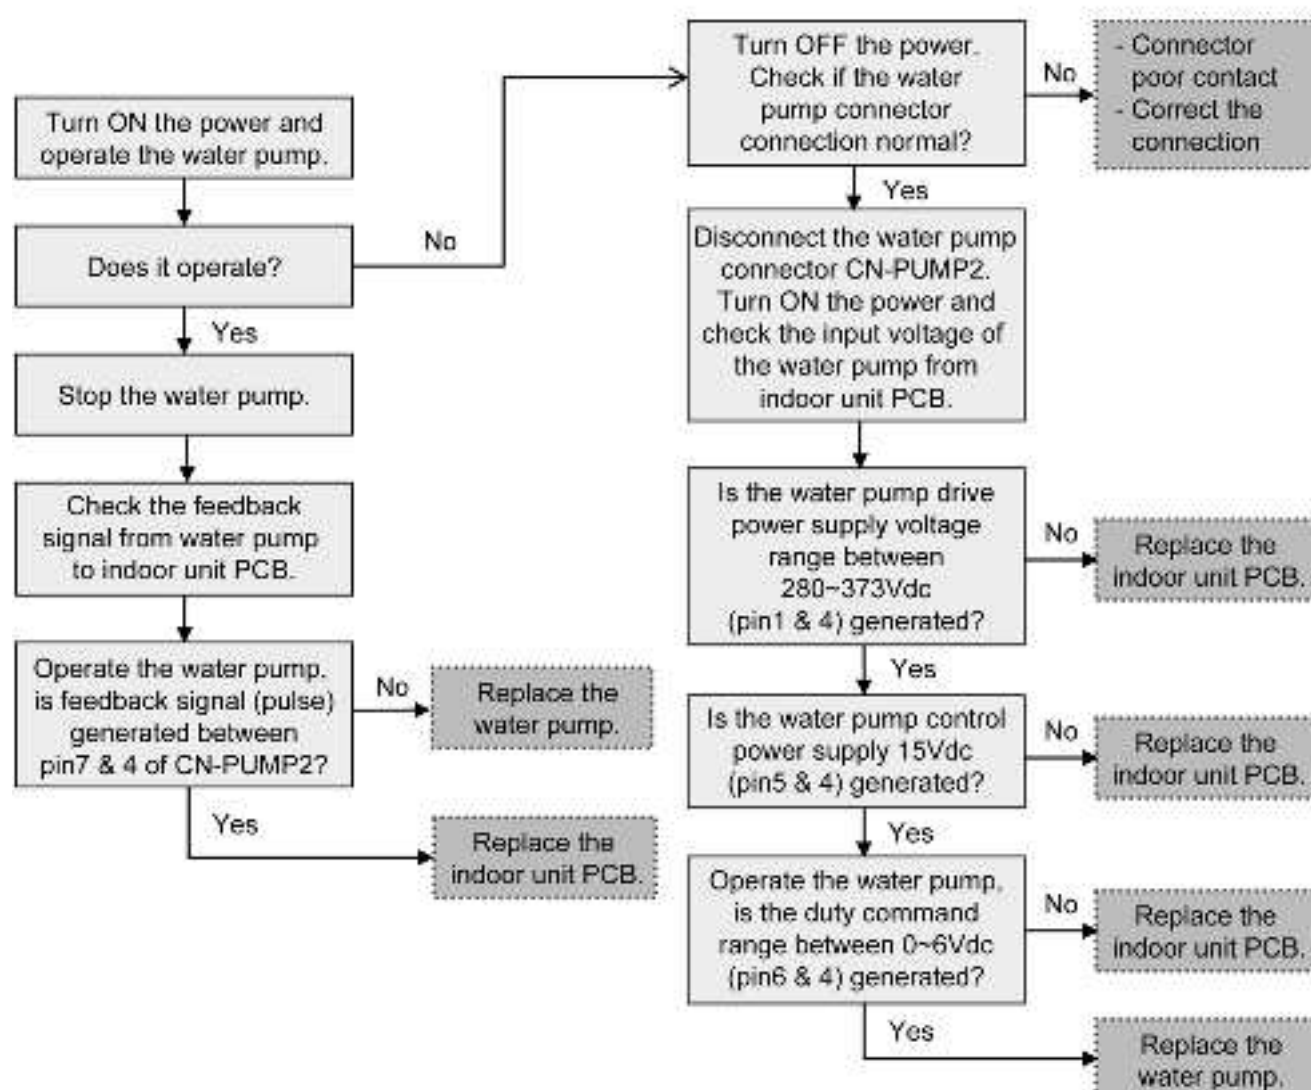 Turn ON the power and
operate the water pump.
Does it operate?
No
Yes
Stop the water pump.
Check the feedback
signal from water pump
to indoor unit PCB.
Operate the water pump.
is feedback signal (pulse)
generated between
pin7 & 4 of CN-PUMP2?
No
Replace the
water pump.
Yes
Replace the
indoor unit PCB.
Turn OFF the power.
Check if the water
pump connector
connection normal?
No
- Connector
poor contact
- Correct the
connection
Yes
Disconnect the water pump
connector CN-PUMP2.
Turn ON the power and
check the input voltage of
the water pump from
indoor unit PCB.
Is the water pump drive
power supply voltage
range between
280~373Vdc
(pin1 & 4) generated?
No
Replace the
indoor unit PCB.
Yes
Is the water pump control
power supply 15Vdc
(pin5 & 4) generated?
No
Replace the
indoor unit PCB.
Yes
Operate the water pump,
is the duty command
range between 0~6Vdc
(pin6 & 4) generated?
No
Replace the
indoor unit PCB.
Yes
Replace the
water pump.